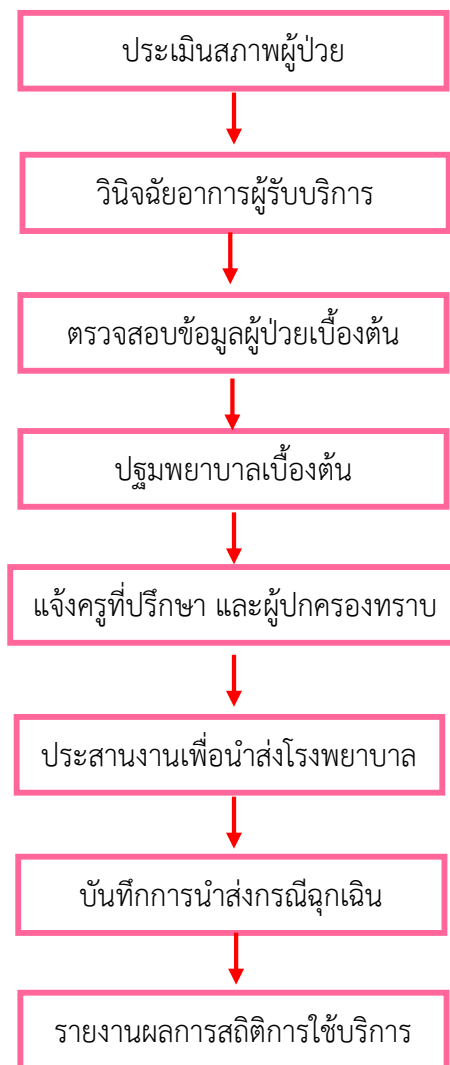 ประเมินสภาพผู้ป่วย
วินิจฉัยอาการผู้รับบริการ
ตรวจสอบข้อมูลผู้ป่วยเบื้องต้น
ปฐมพยาบาลเบื้องต้น
แจ้งครูที่ปรึกษา และผู้ปกครองทราบ
ประสานงานเพื่อนำส่งโรงพยาบาล
บันทึกการนำส่งกรณีฉุกเฉิน
รายงานผลการสถิติการใช้บริการ